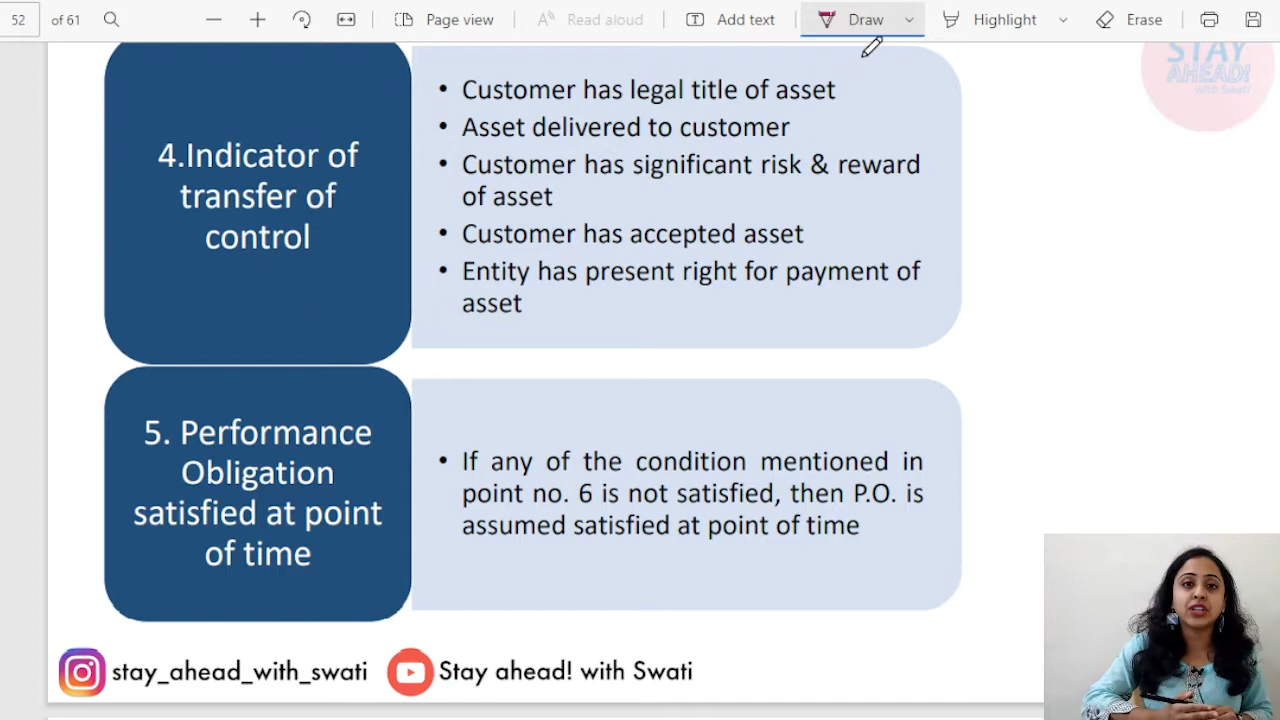 52 of 61 Page view Read aloud Add text Draw Highlight Erase
STAY
AHEAD!
with Swati
4.Indicator of
transfer of
control
• Customer has legal title of asset
• Asset delivered to customer
• Customer has significant risk & reward
of asset
• Customer has accepted asset
• Entity has present right for payment of
asset
5. Performance
Obligation
satisfied at point
of time
• If any of the condition mentioned in
point no. 6 is not satisfied, then P.O. is
assumed satisfied at point of time
stay_ahead_with_swati Stay ahead! with Swati